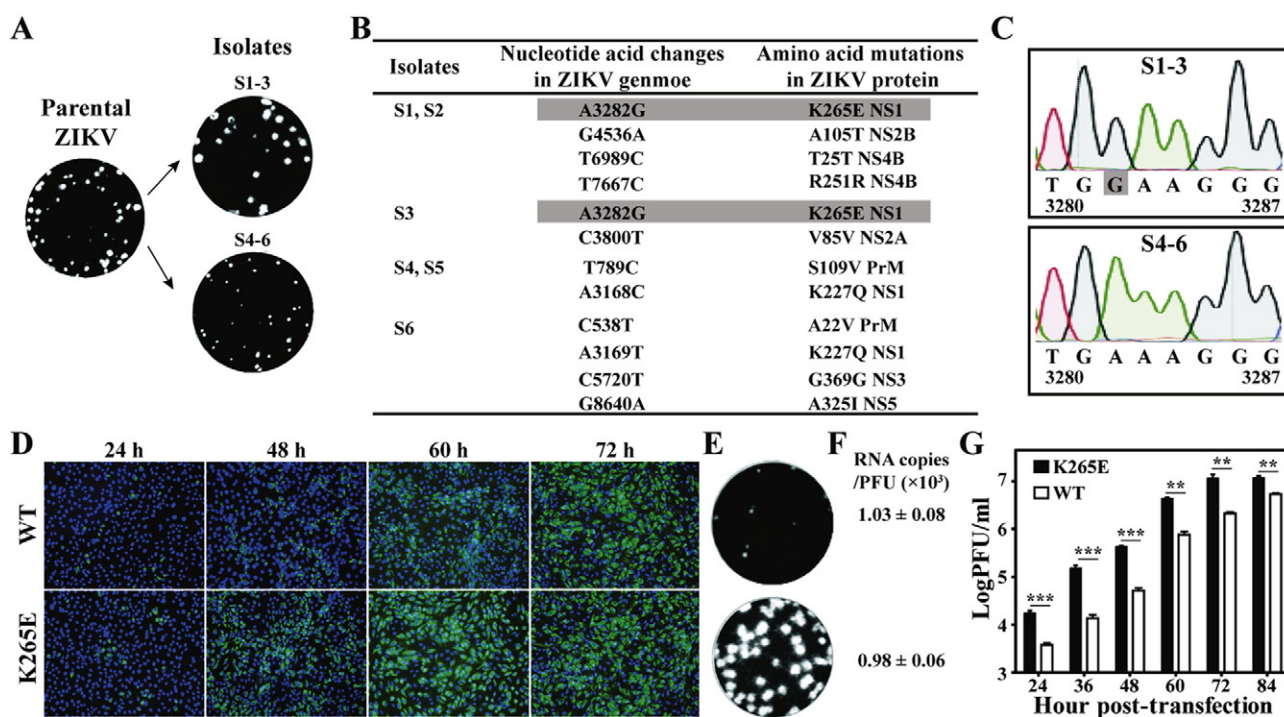 A
Isolates
S1-3
Parental
ZIKV
S4-6
B
Isolates
Nucleotide acid changes
in ZIKV genmoe
Amino acid mutations
in ZIKV protein
S1, S2 A3282G K265E NS1
G4536A A105T NS2B
T6989C T25T NS4B
T7667C R251R NS4B
S3 A3282G K265E NS1
C3800T V85V NS2A
S4, S5 T789C S109V PrM
A3168C K227Q NS1
S6 C538T A22V PrM
A3169T K227Q NS1
C5720T G369G NS3
G8640A A325I NS5
C
S1-3
T G G A A G G G
3280 3287
S4-6
T G A A A G G G
3280 3287
D
24 h 48 h 60 h 72 h
WT
K265E
E
F
RNA copies
/PFU (×10³)
1.03 ± 0.08
0.98 ± 0.06
G
K265E
WT
LogPFU/ml
7
6
5
4
3
*** *** *** ** ** **
24 36 48 60 72 84
Hour post-transfection